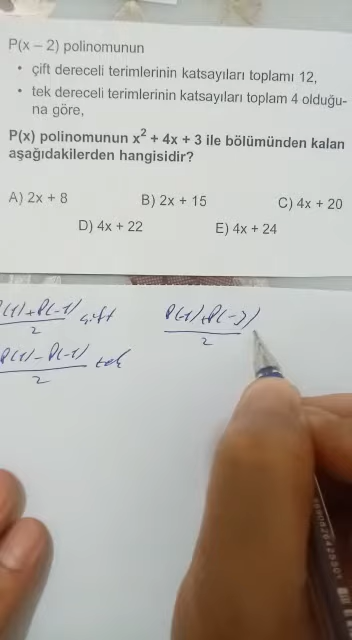 P(x – 2) polinomunun
• çift dereceli terimlerinin katsayıları toplamı 12,
• tek dereceli terimlerinin katsayıları toplam 4 olduğu-
na göre,
P(x) polinomunun x² + 4x + 3 ile bölümünden kalan
aşağıdakilerden hangisidir?
A) 2x + 8 B) 2x + 15 C) 4x + 20
D) 4x + 22 E) 4x + 24
P(1)+P(-1)/2 çift
P(-1)+P(-3)/2
P(1)-P(-1)/2 tek